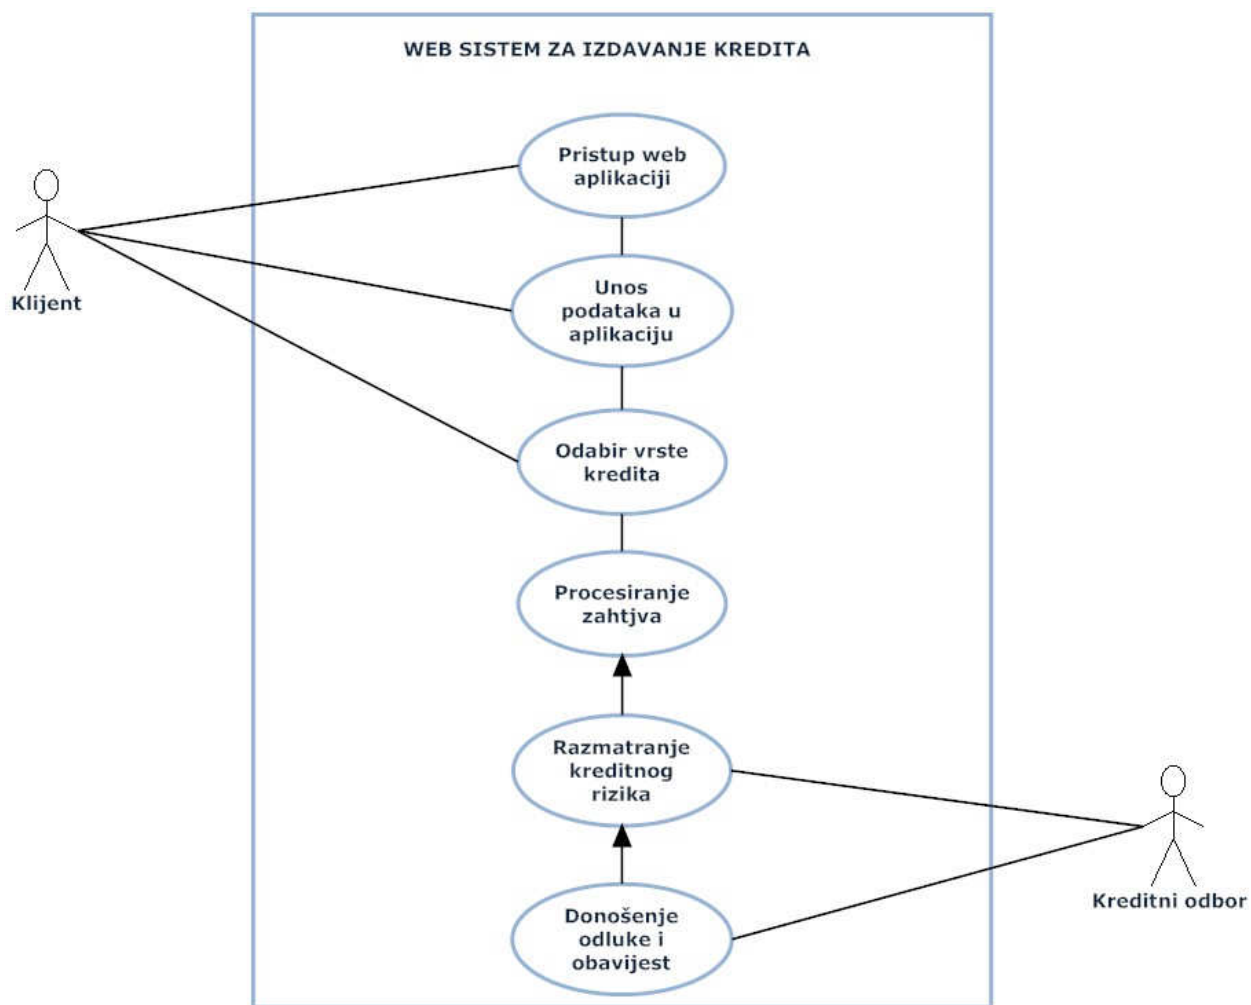 WEB SISTEM ZA IZDAVANJE KREDITA
Pristup web
aplikaciji
Klijent
Unos
podataka u
aplikaciju
Odabir vrste
kredita
Procesiranje
zahtjva
Razmatranje
kreditnog
rizika
Kreditni odbor
Donošenje
odluke i
obavijest